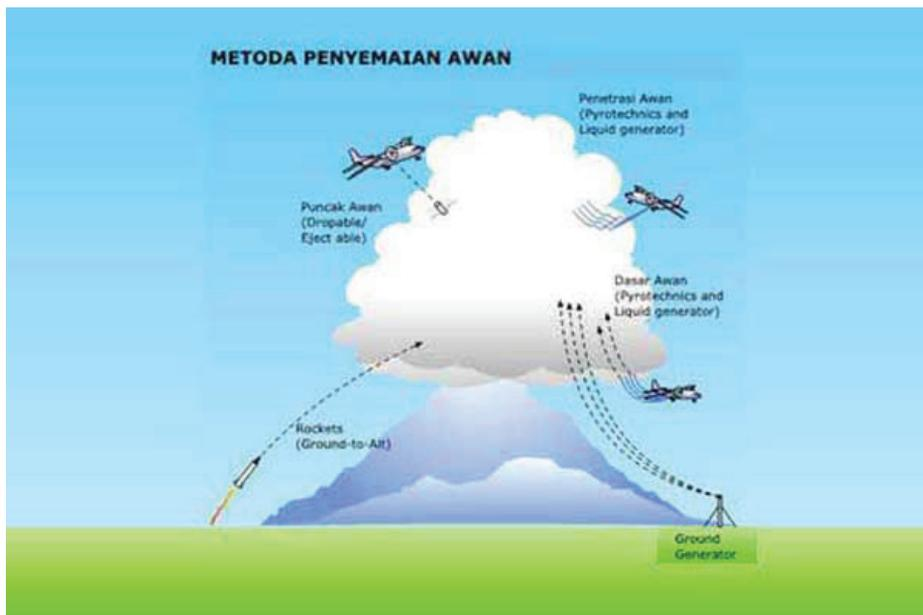 METODA PENYEMAIAN AWAN
Penetrasi Awan
(Pyrotechnics and
Liquid generator)
Puncak Awan
(Dropable/
Eject able)
Dasar Awan
(Pyrotechnics and
Liquid generator)
Rockets
(Ground-to-Alt)
Ground
Generator